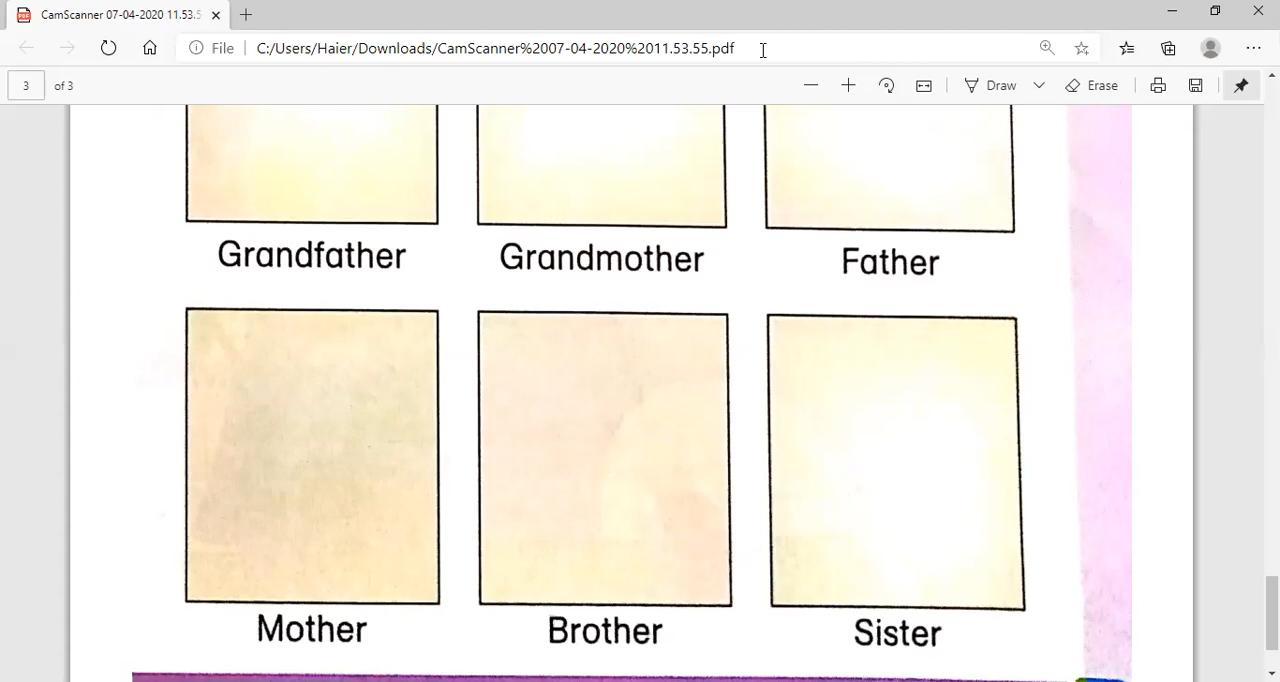 CamScanner 07-04-2020 11.53.5
File C:/Users/Haier/Downloads/CamScanner%2007-04-2020%2011.53.55.pdf
3 of 3 Draw Erase
Grandfather Grandmother Father
Mother Brother Sister